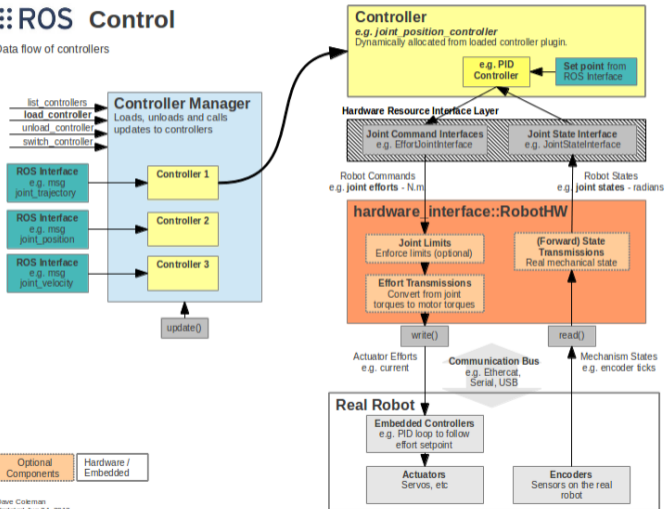 ROS Control
Data flow of controllers
list_controllers
load_controller
unload_controller
switch_controller
Controller Manager
Loads, unloads and calls
updates to controllers
ROS Interface
e.g. msg
joint_trajectory
Controller 1
ROS Interface
e.g. msg
joint_position
Controller 2
ROS Interface
e.g. msg
joint_velocity
Controller 3
update()
Controller
e.g. joint_position_controller
Dynamically allocated from loaded controller plugin.
e.g. PID
Controller
Set point from
ROS Interface
Hardware Resource Interface Layer
Joint Command Interfaces
e.g. EffortJointInterface
Joint State Interface
e.g. JointStateInterface
Robot Commands
e.g. joint efforts - N.m
Robot States
e.g. joint states - radians
hardware_interface::RobotHW
Joint Limits
Enforce limits (optional)
(Forward) State
Transmissions
Real mechanical state
Effort Transmissions
Convert from joint
torques to motor torques
write()
read()
Actuator Efforts
e.g. current
Communication Bus
e.g. Ethercat,
Serial, USB
Mechanism States
e.g. encoder ticks
Real Robot
Embedded Controllers
e.g. PID loop to follow
effort setpoint
Actuators
Servos, etc
Encoders
Sensors on the real
robot
Optional
Components
Hardware /
Embedded
Dave Coleman